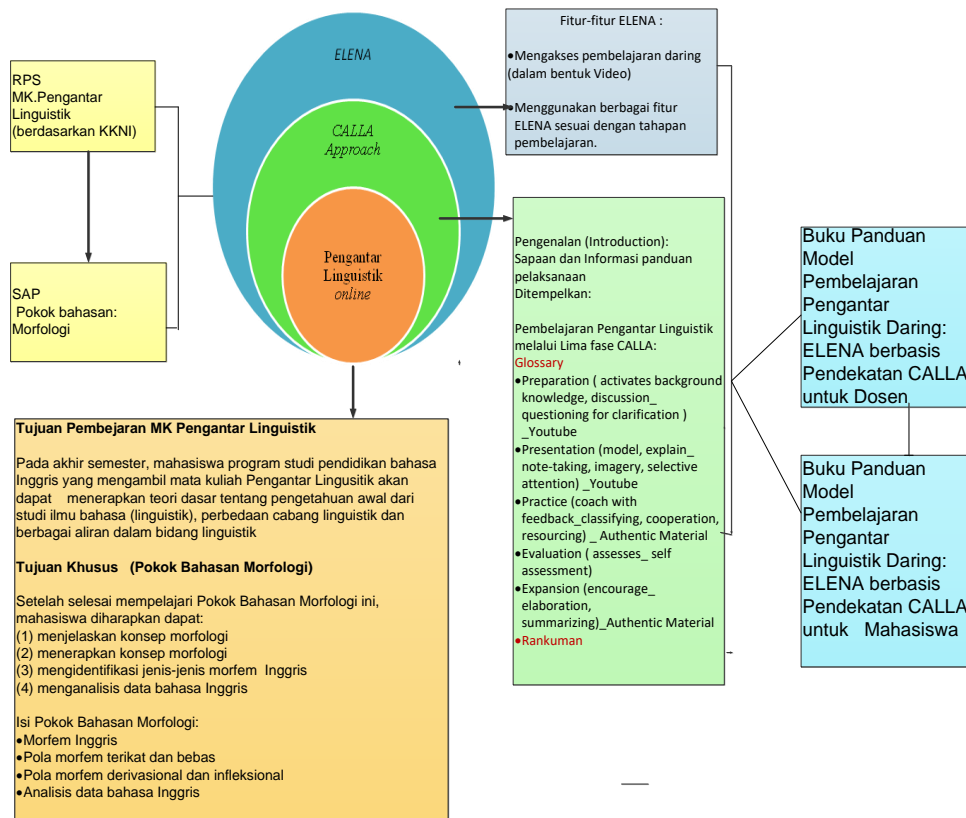 RPS
MK.Pengantar
Linguistik
(berdasarkan KKNI)
SAP
Pokok bahasan:
Morfologi
ELENA
CALLA
Approach
Pengantar
Linguistik
online
Fitur-fitur ELENA :
•Mengakses pembelajaran daring
(dalam bentuk Video)
•Menggunakan berbagai fitur
ELENA sesuai dengan tahapan
pembelajaran.
Pengenalan (Introduction):
Sapaan dan Informasi panduan
pelaksanaan
Ditempelkan:
Pembelajaran Pengantar Linguistik
melalui Lima fase CALLA:
Glossary
•Preparation ( activates background
knowledge, discussion_
questioning for clarification )
_Youtube
•Presentation (model, explain_
note-taking, imagery, selective
attention) _Youtube
•Practice (coach with
feedback_classifying, cooperation,
resourcing) _ Authentic Material
•Evaluation ( assesses_ self
assessment)
•Expansion (encourage_
elaboration,
summarizing)_Authentic Material
•Rankuman
Buku Panduan
Model
Pembelajaran
Pengantar
Linguistik Daring:
ELENA berbasis
Pendekatan CALLA
untuk Dosen
Buku Panduan
Model
Pembelajaran
Pengantar
Linguistik Daring:
ELENA berbasis
Pendekatan CALLA
untuk Mahasiswa
Tujuan Pembejaran MK Pengantar Linguistik
Pada akhir semester, mahasiswa program studi pendidikan bahasa
Inggris yang mengambil mata kuliah Pengantar Lingusitik akan
dapat menerapkan teori dasar tentang pengetahuan awal dari
studi ilmu bahasa (linguistik), perbedaan cabang linguistik dan
berbagai aliran dalam bidang linguistik
Tujuan Khusus (Pokok Bahasan Morfologi)
Setelah selesai mempelajari Pokok Bahasan Morfologi ini,
mahasiswa diharapkan dapat:
(1) menjelaskan konsep morfologi
(2) menerapkan konsep morfologi
(3) mengidentifikasi jenis-jenis morfem Inggris
(4) menganalisis data bahasa Inggris
Isi Pokok Bahasan Morfologi:
•Morfem Inggris
•Pola morfem terikat dan bebas
•Pola morfem derivasional dan infleksional
•Analisis data bahasa Inggris